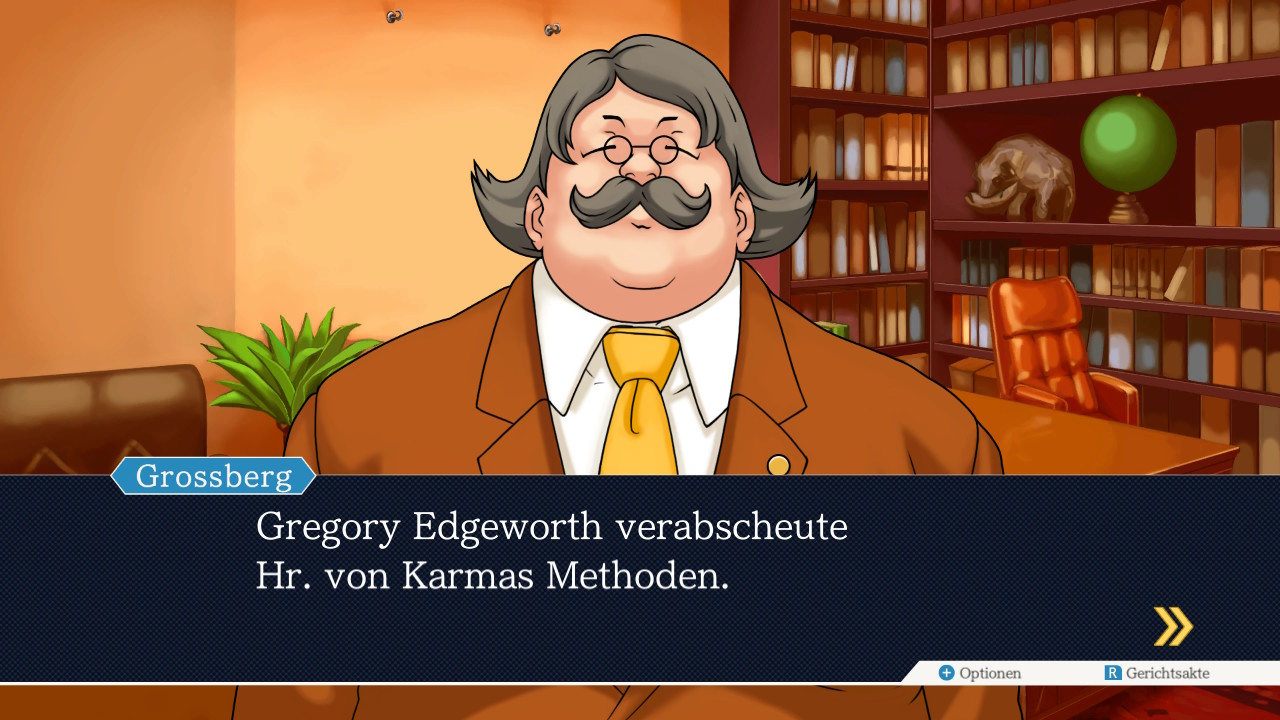 Grossberg
Gregory Edgeworth verabscheute
Hr. von Karmas Methoden.
+ Optionen
R Gerichtsakte